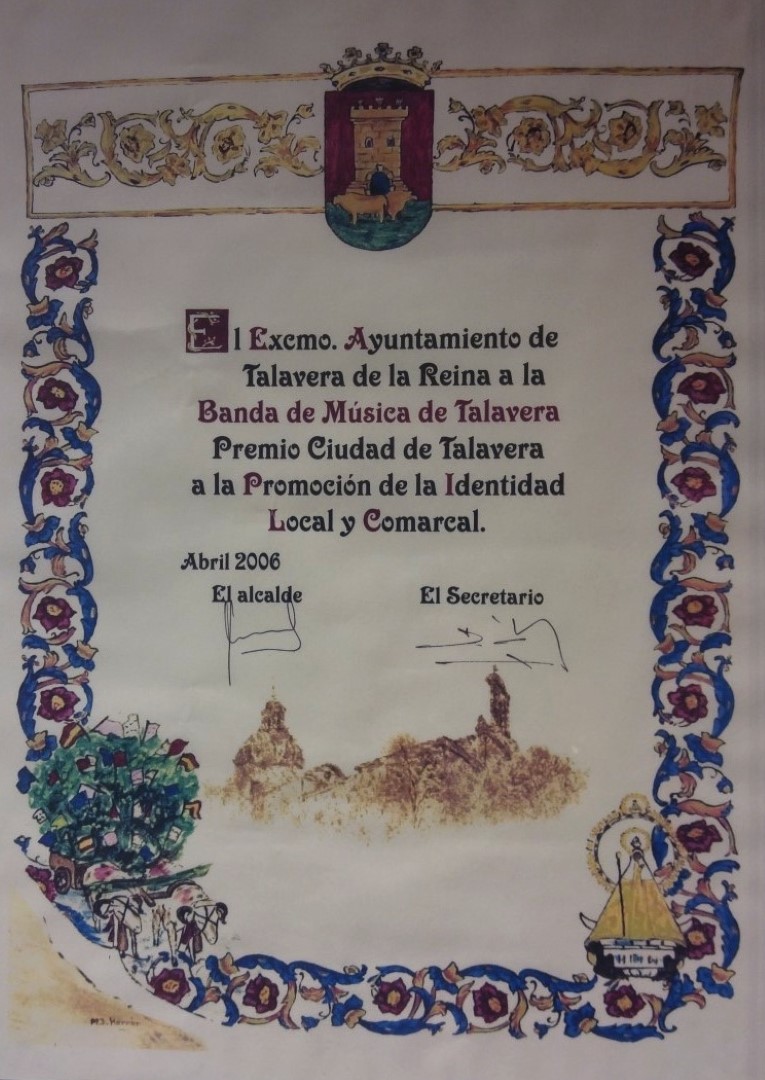 El Excmo. Ayuntamiento de
Talavera de la Reina a la
Banda de Música de Talavera
Premio Ciudad de Talavera
a la Promoción de la Identidad
Local y Comarcal.
Abril 2006
El alcalde El Secretario